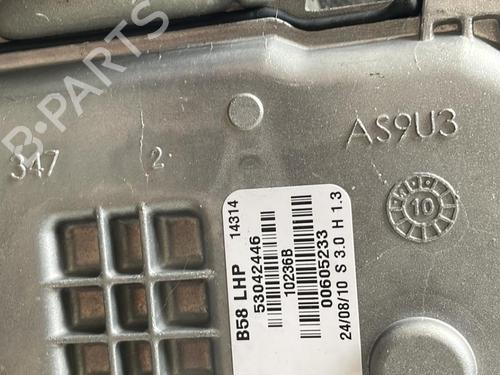 B-PARTS
AS9U3
347
2
10
B58 LHP
14314
53042446
10236B
00605233
24/08/10 S 3.0 H 1.3